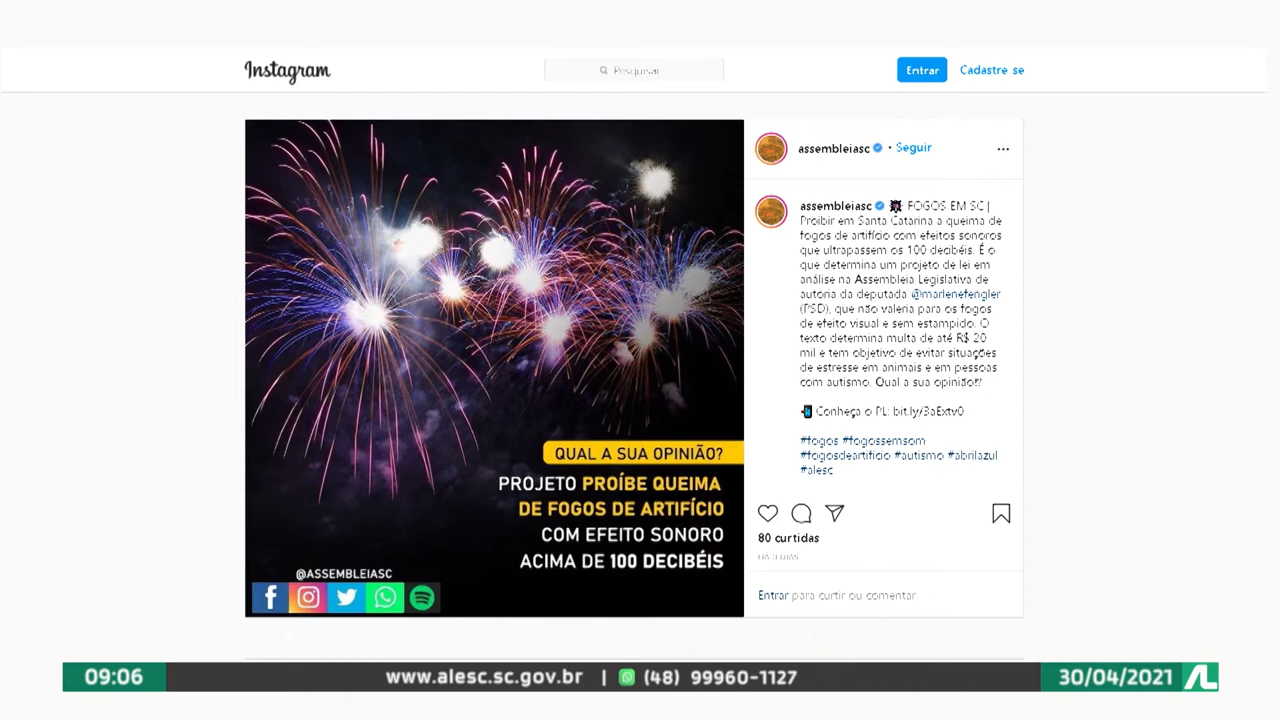 Instagram
Pesquisar
Entrar
Cadastre se
assembleiasc • Seguir
assembleiasc FOGOS EM SC |
Proibir em Santa Catarina a queima de
fogos de artifício com efeitos sonoros
que ultrapassem os 100 decibéis. É o
que determina um projeto de lei em
análise na Assembleia Legislativa de
autoria da deputada @marlenefengler
(PSD), que não valeria para os fogos
de efeito visual e sem estampido. O
texto determina multa de até R$ 20
mil e tem objetivo de evitar situações
de estresse em animais e em pessoas
com autismo. Qual a sua opinião⁉
Conheça o PL: bit.ly/3aExtv0
#fogos #fogossemsom
#fogosdeartificio #autismo #abrilazul
#alesc
80 curtidas
HÁ 3 DIAS
Entrar para curtir ou comentar.
QUAL A SUA OPINIÃO?
PROJETO PROÍBE QUEIMA
DE FOGOS DE ARTIFÍCIO
COM EFEITO SONORO
ACIMA DE 100 DECIBÉIS
@ASSEMBLEIASC
09:06
www.alesc.sc.gov.br | (48) 99960-1127
30/04/2021
AL